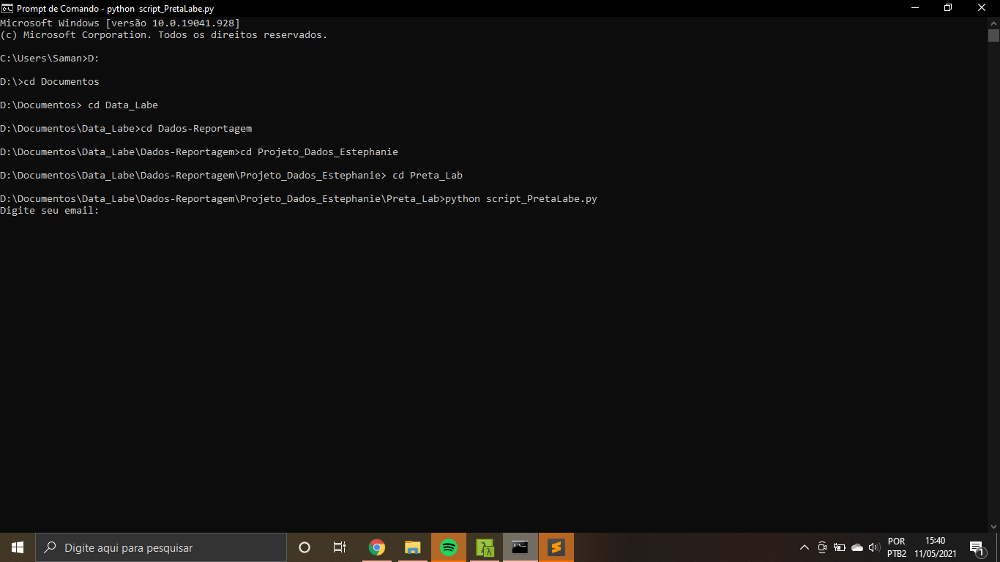 Prompt de Comando - python  script_PretaLabe.py
Microsoft Windows [versão 10.0.19041.928]
(c) Microsoft Corporation. Todos os direitos reservados.
C:\Users\Saman>D:
D:\>cd Documentos
D:\Documentos> cd Data_Labe
D:\Documentos\Data_Labe>cd Dados-Reportagem
D:\Documentos\Data_Labe\Dados-Reportagem>cd Projeto_Dados_Estephanie
D:\Documentos\Data_Labe\Dados-Reportagem\Projeto_Dados_Estephanie> cd Preta_Lab
D:\Documentos\Data_Labe\Dados-Reportagem\Projeto_Dados_Estephanie\Preta_Lab>python script_PretaLabe.py
Digite seu email:
Digite aqui para pesquisar
POR
PTB2
15:40
11/05/2021
1